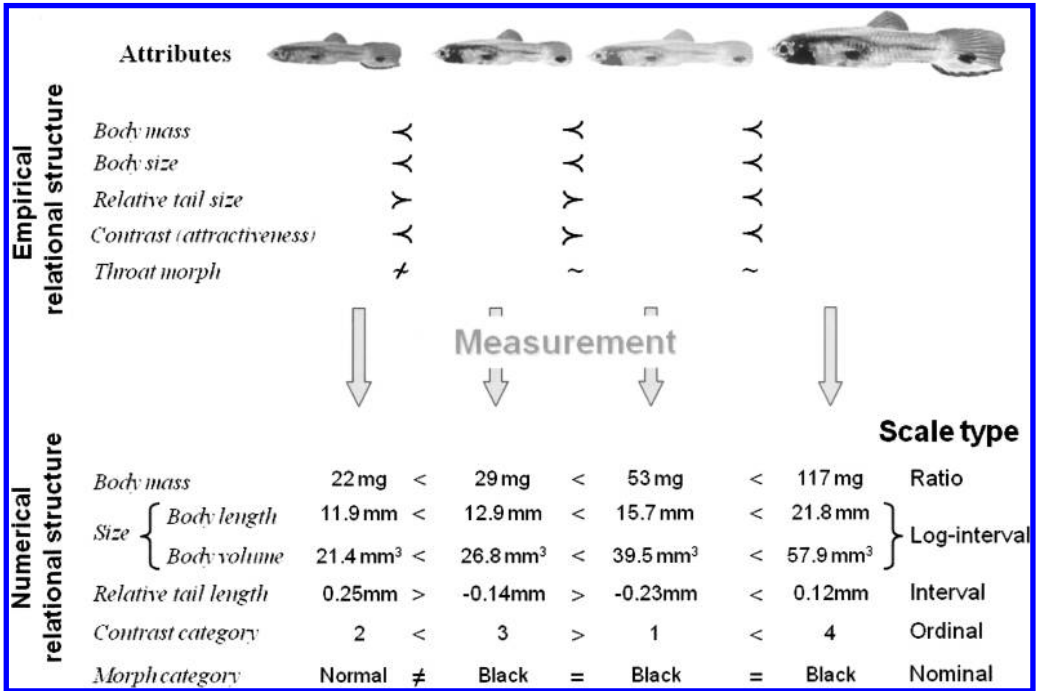 Attributes
Empirical
relational structure
Body mass ≺ ≺ ≺
Body size ≺ ≺ ≺
Relative tail size ≻ ≻ ≺
Contrast (attractiveness) ≺ ≻ ≺
Throat morph ≁ ~ ~
Measurement
Numerical
relational structure
Scale type
Body mass 22 mg < 29 mg < 53 mg < 117 mg Ratio
Size { Body length 11.9 mm < 12.9 mm < 15.7 mm < 21.8 mm } Log-interval
Body volume 21.4 mm³ < 26.8 mm³ < 39.5 mm³ < 57.9 mm³
Relative tail length 0.25mm > -0.14mm > -0.23mm < 0.12mm Interval
Contrast category 2 < 3 > 1 < 4 Ordinal
Morph category Normal ≠ Black = Black = Black Nominal